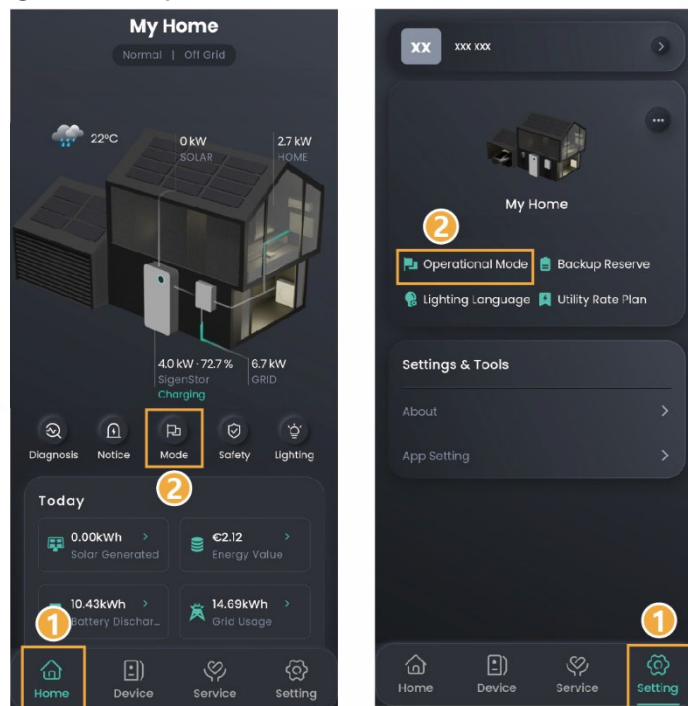 My Home
Normal | Off Grid
22°C
0 kW
SOLAR
2.7 kW
HOME
4.0 kW · 72.7 %
SigenStor
Charging
6.7 kW
GRID
Diagnosis
Notice
Mode
Safety
Lighting
2
Today
0.00kWh
Solar Generated
€2.12
Energy Value
10.43kWh
Battery Dischar...
14.69kWh
Grid Usage
1
Home
Device
Service
Setting
XX
xxx xxx
My Home
2
Operational Mode
Backup Reserve
Lighting Language
Utility Rate Plan
Settings & Tools
About
App Setting
1
Home
Device
Service
Setting